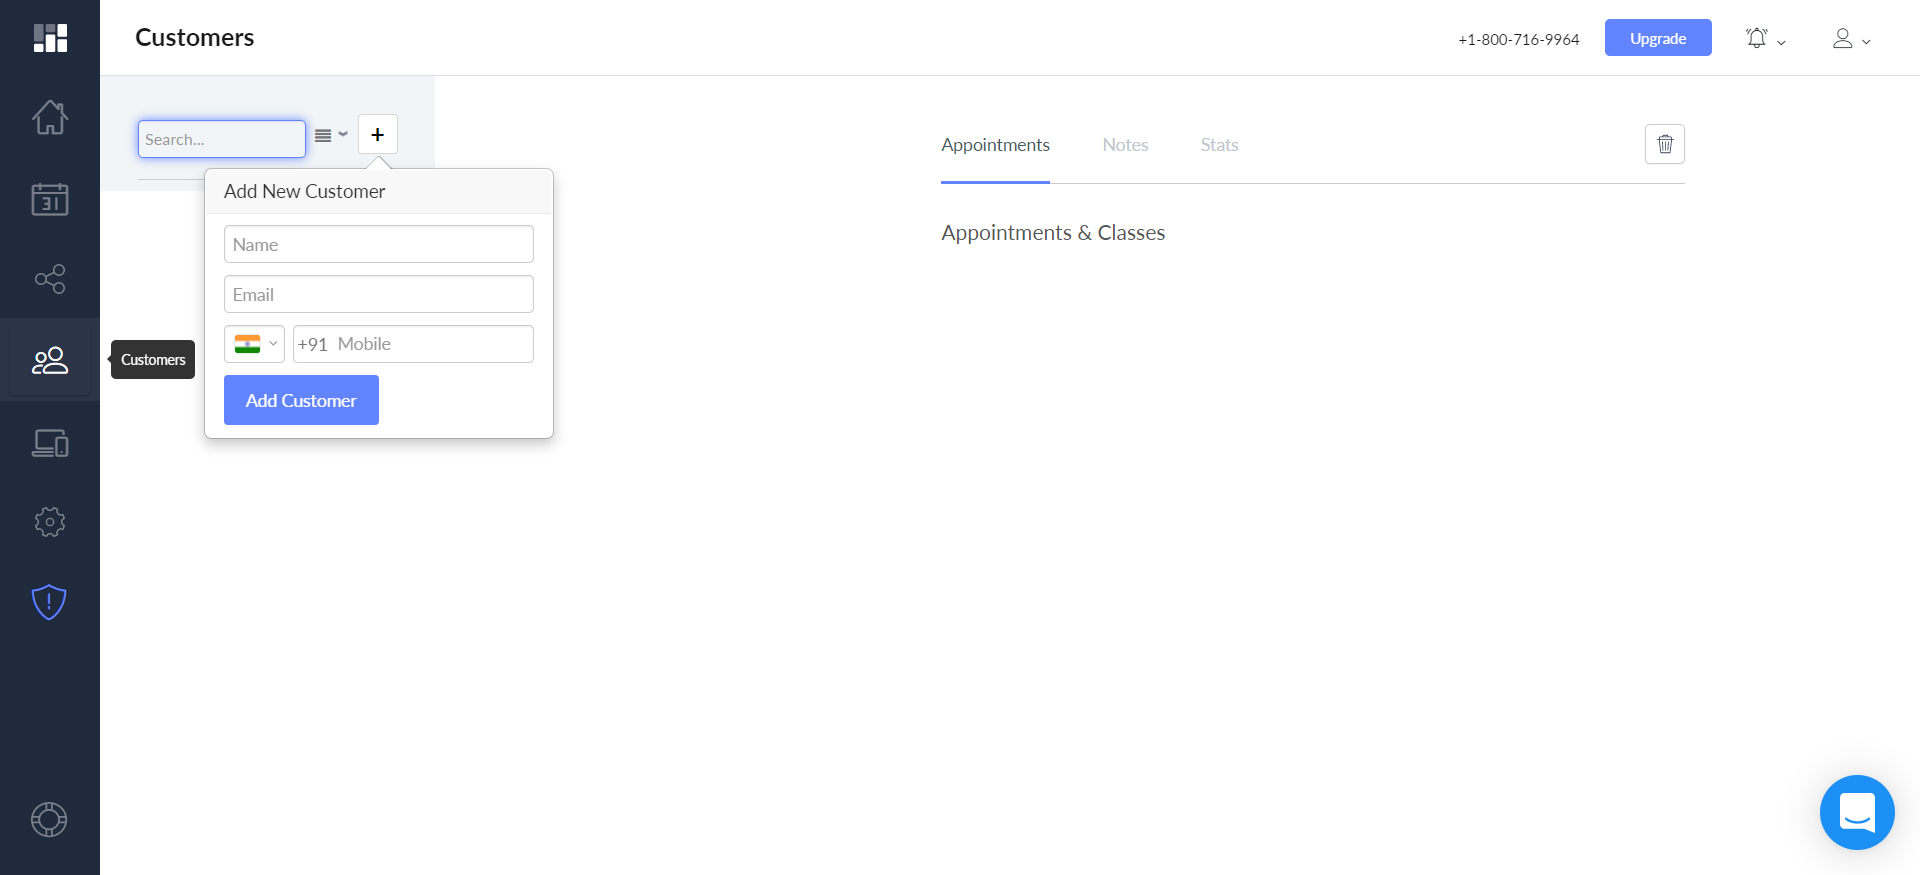 Customers
+1-800-716-9964
Upgrade
Search...
+
Appointments
Notes
Stats
Add New Customer
Appointments & Classes
Name
Email
+91 Mobile
Customers
Add Customer
31